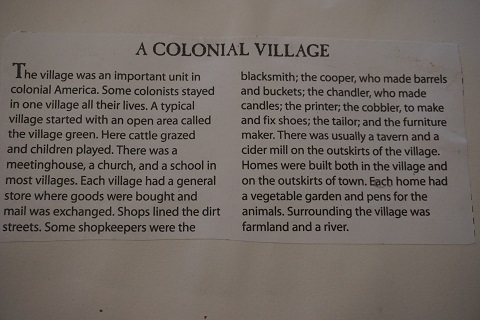 A COLONIAL VILLAGE
The village was an important unit in
colonial America. Some colonists stayed
in one village all their lives. A typical
village started with an open area called
the village green. Here cattle grazed
and children played. There was a
meetinghouse, a church, and a school in
most villages. Each village had a general
store where goods were bought and
mail was exchanged. Shops lined the dirt
streets. Some shopkeepers were the
blacksmith; the cooper, who made barrels
and buckets; the chandler, who made
candles; the printer; the cobbler, to make
and fix shoes; the tailor; and the furniture
maker. There was usually a tavern and a
cider mill on the outskirts of the village.
Homes were built both in the village and
on the outskirts of town. Each home had
a vegetable garden and pens for the
animals. Surrounding the village was
farmland and a river.